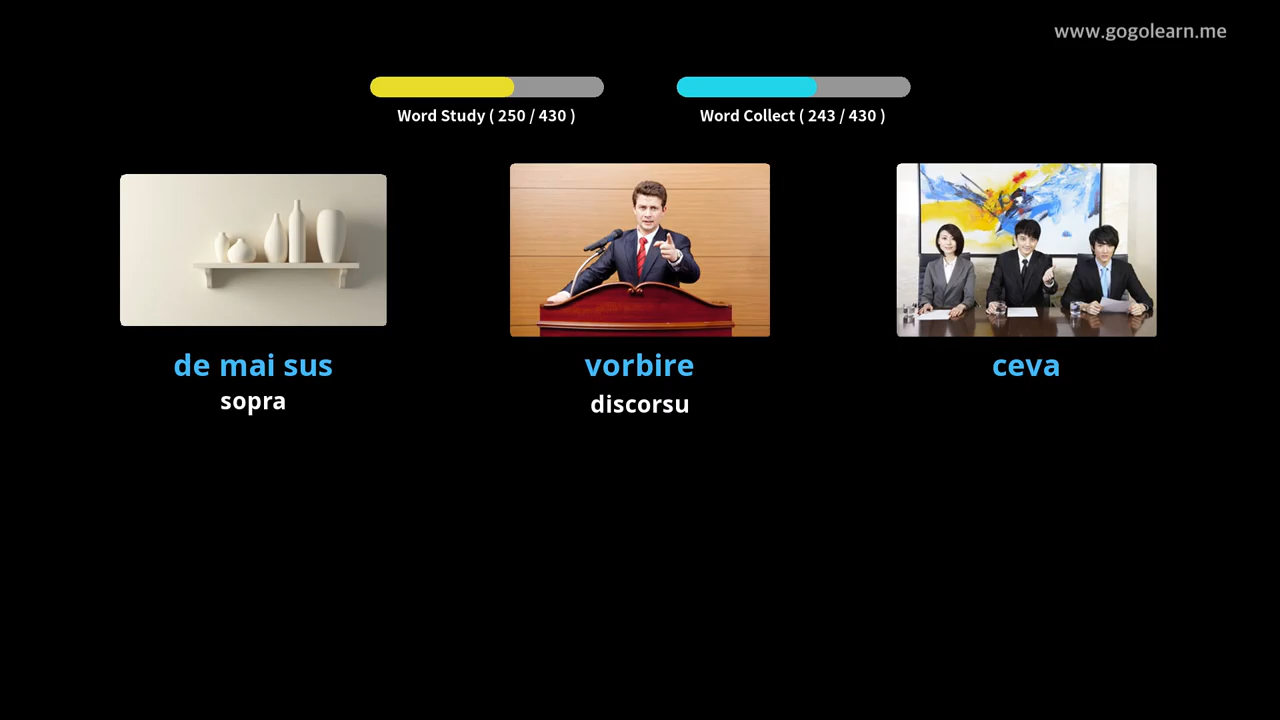 www.gogolearn.me
Word Study ( 250 / 430 )
Word Collect ( 243 / 430 )
de mai sus
sopra
vorbire
discorsu
ceva